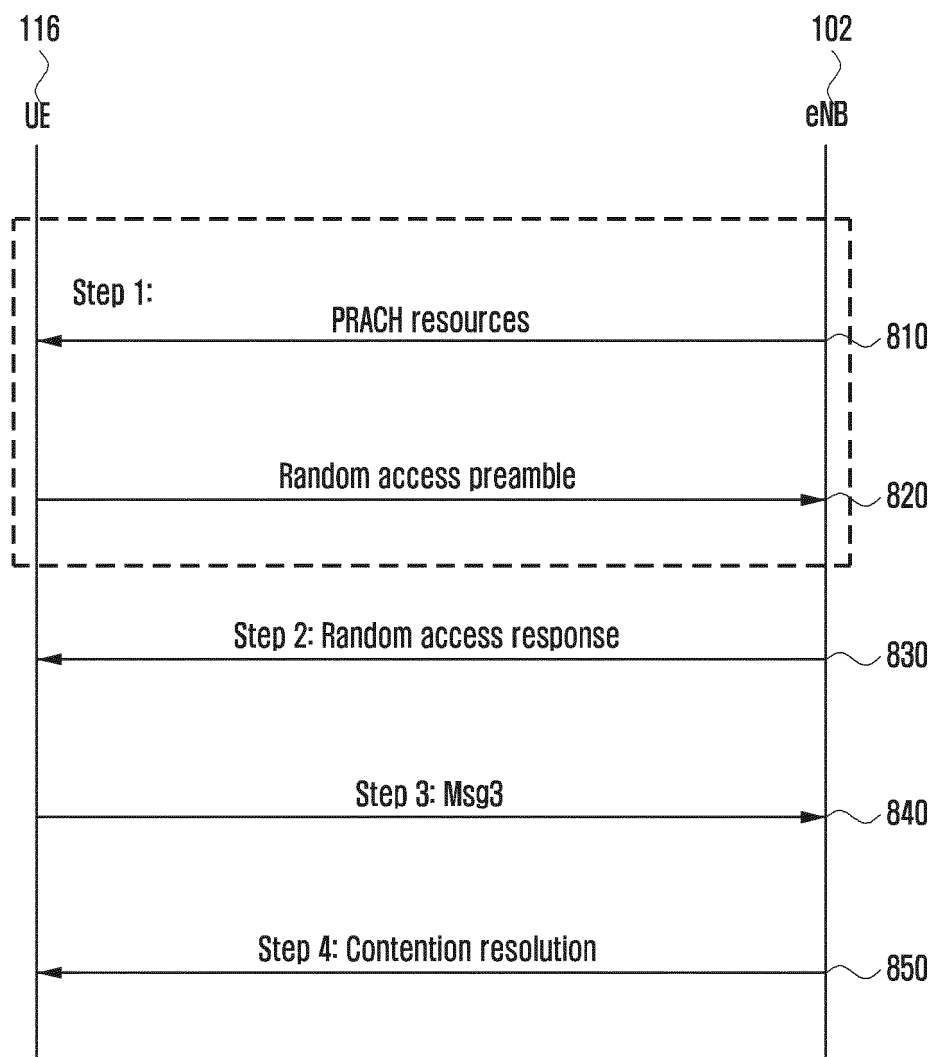 116
102
UE
eNB
Step 1:
PRACH resources
810
Random access preamble
820
Step 2: Random access response
830
Step 3: Msg3
840
Step 4: Contention resolution
850